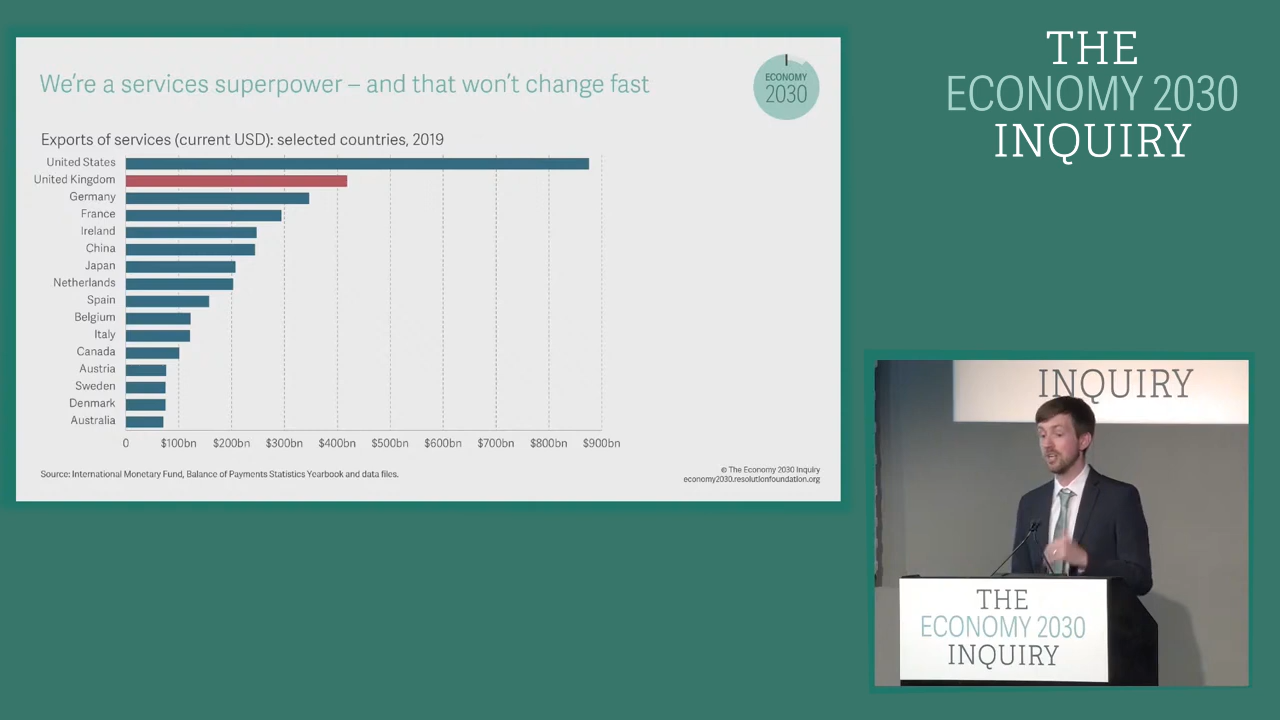 We're a services superpower – and that won't change fast
ECONOMY
2030
Exports of services (current USD): selected countries, 2019
United States
United Kingdom
Germany
France
Ireland
China
Japan
Netherlands
Spain
Belgium
Italy
Canada
Austria
Sweden
Denmark
Australia
0 $100bn $200bn $300bn $400bn $500bn $600bn $700bn $800bn $900bn
Source: International Monetary Fund, Balance of Payments Statistics Yearbook and data files.
© The Economy 2030 Inquiry
economy2030.resolutionfoundation.org
THE
ECONOMY 2030
INQUIRY
INQUIRY
THE
ECONOMY 2030
INQUIRY